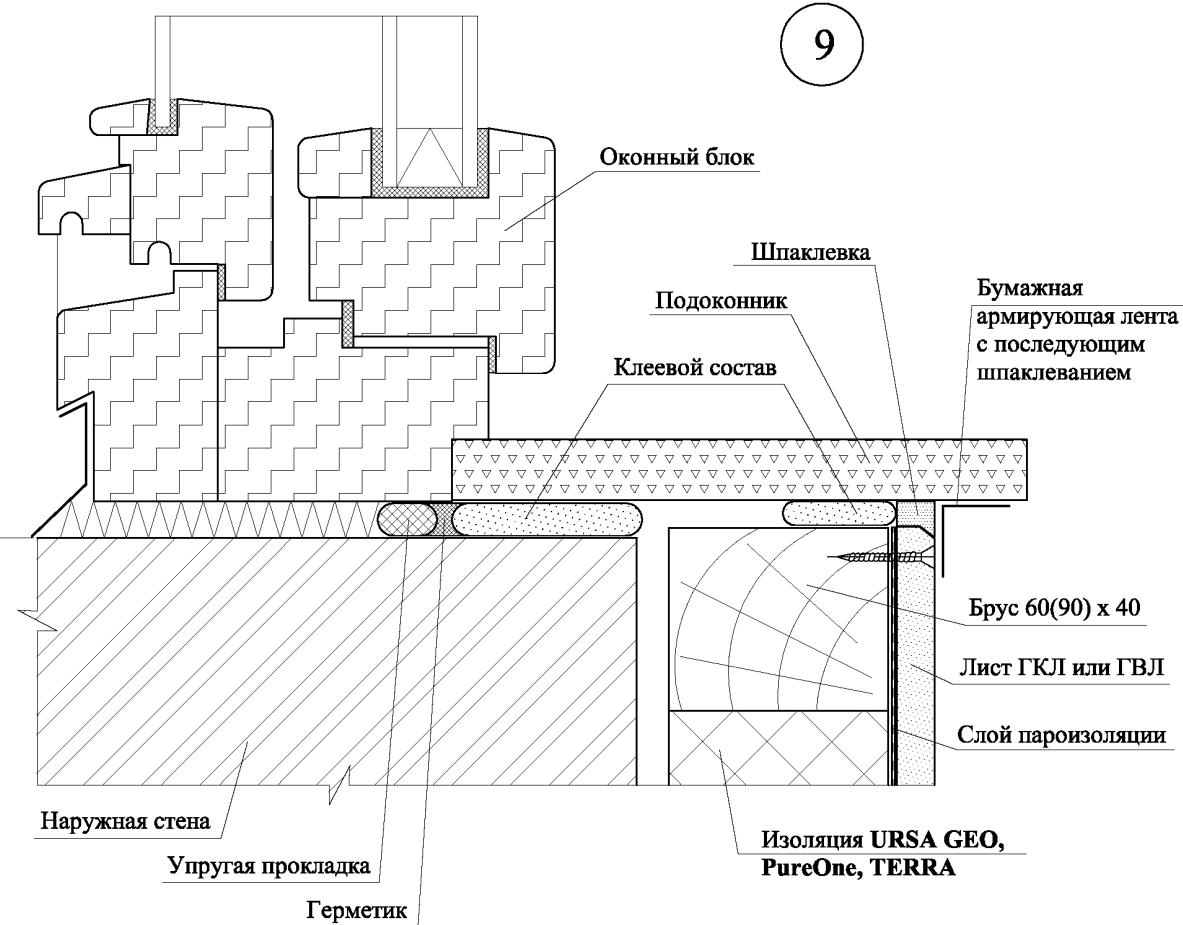 9
Оконный блок
Шпаклевка
Подоконник
Клеевой состав
Бумажная
армирующая лента
с последующим
шпаклеванием
Брус 60(90) х 40
Лист ГКЛ или ГВЛ
Слой пароизоляции
Наружная стена
Упругая прокладка
Герметик
Изоляция URSA GEO,
PureOne, TERRA